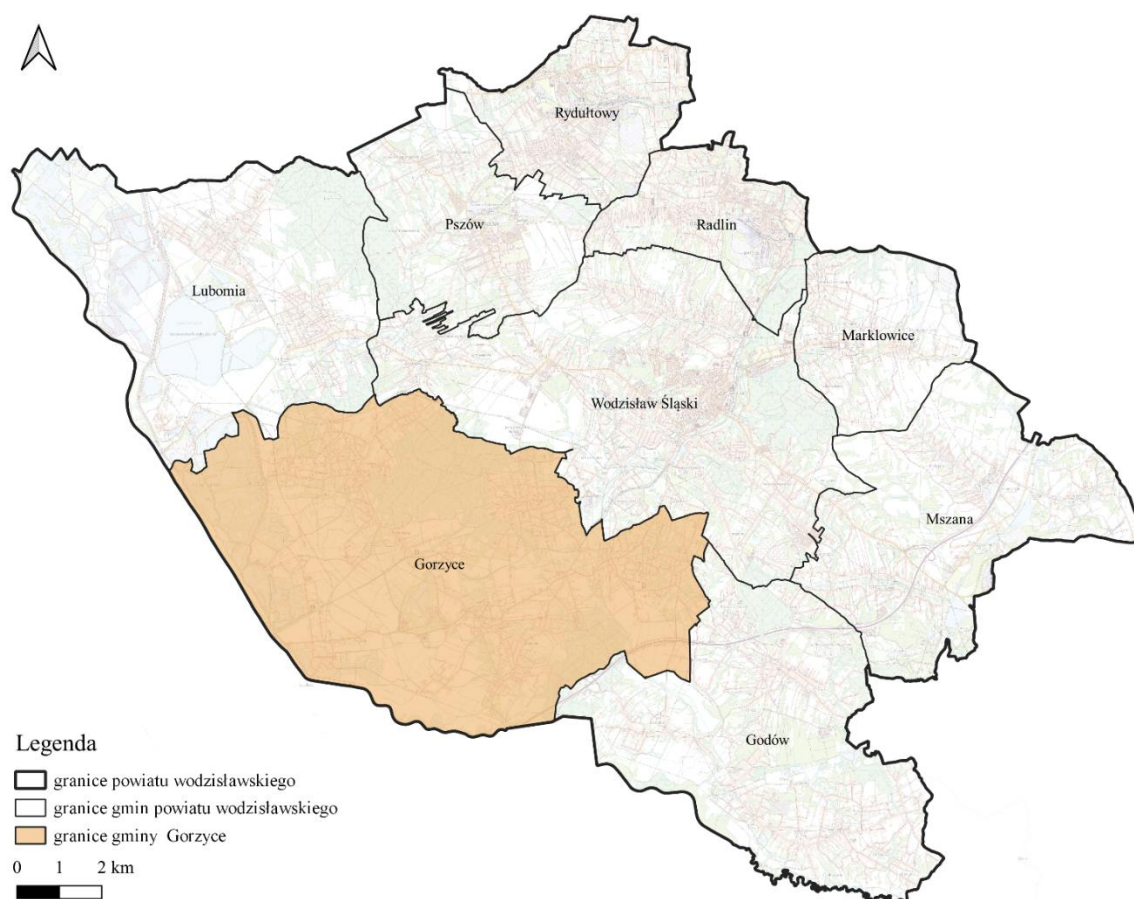 Rydułtowy
Pszów
Radlin
Lubomia
Marklowice
Wodzisław Śląski
Mszana
Gorzyce
Godów
Legenda
granice powiatu wodzisławskiego
granice gmin powiatu wodzisławskiego
granice gminy Gorzyce
0 1 2 km